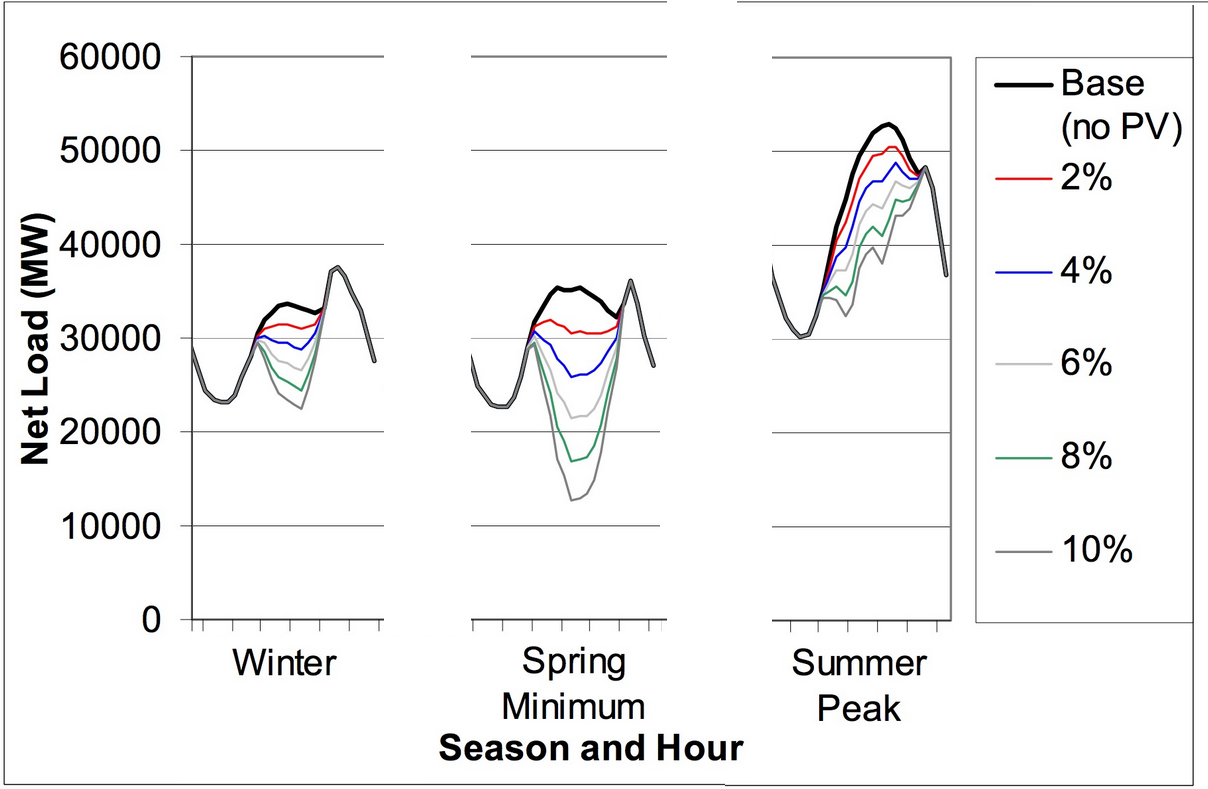 60000
50000
40000
30000
20000
10000
0
Net Load (MW)
Winter
Spring
Minimum
Summer
Peak
Season and Hour
Base
(no PV)
2%
4%
6%
8%
10%